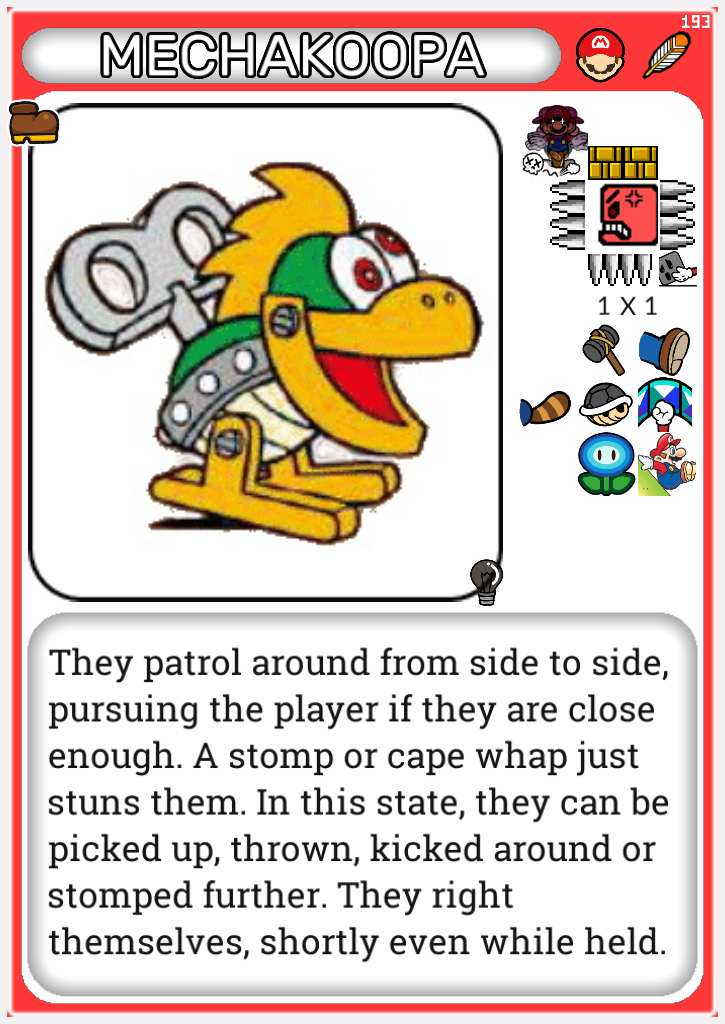 193
MECHAKOOPA
1 X 1
They patrol around from side to side,
pursuing the player if they are close
enough. A stomp or cape whap just
stuns them. In this state, they can be
picked up, thrown, kicked around or
stomped further. They right
themselves, shortly even while held.